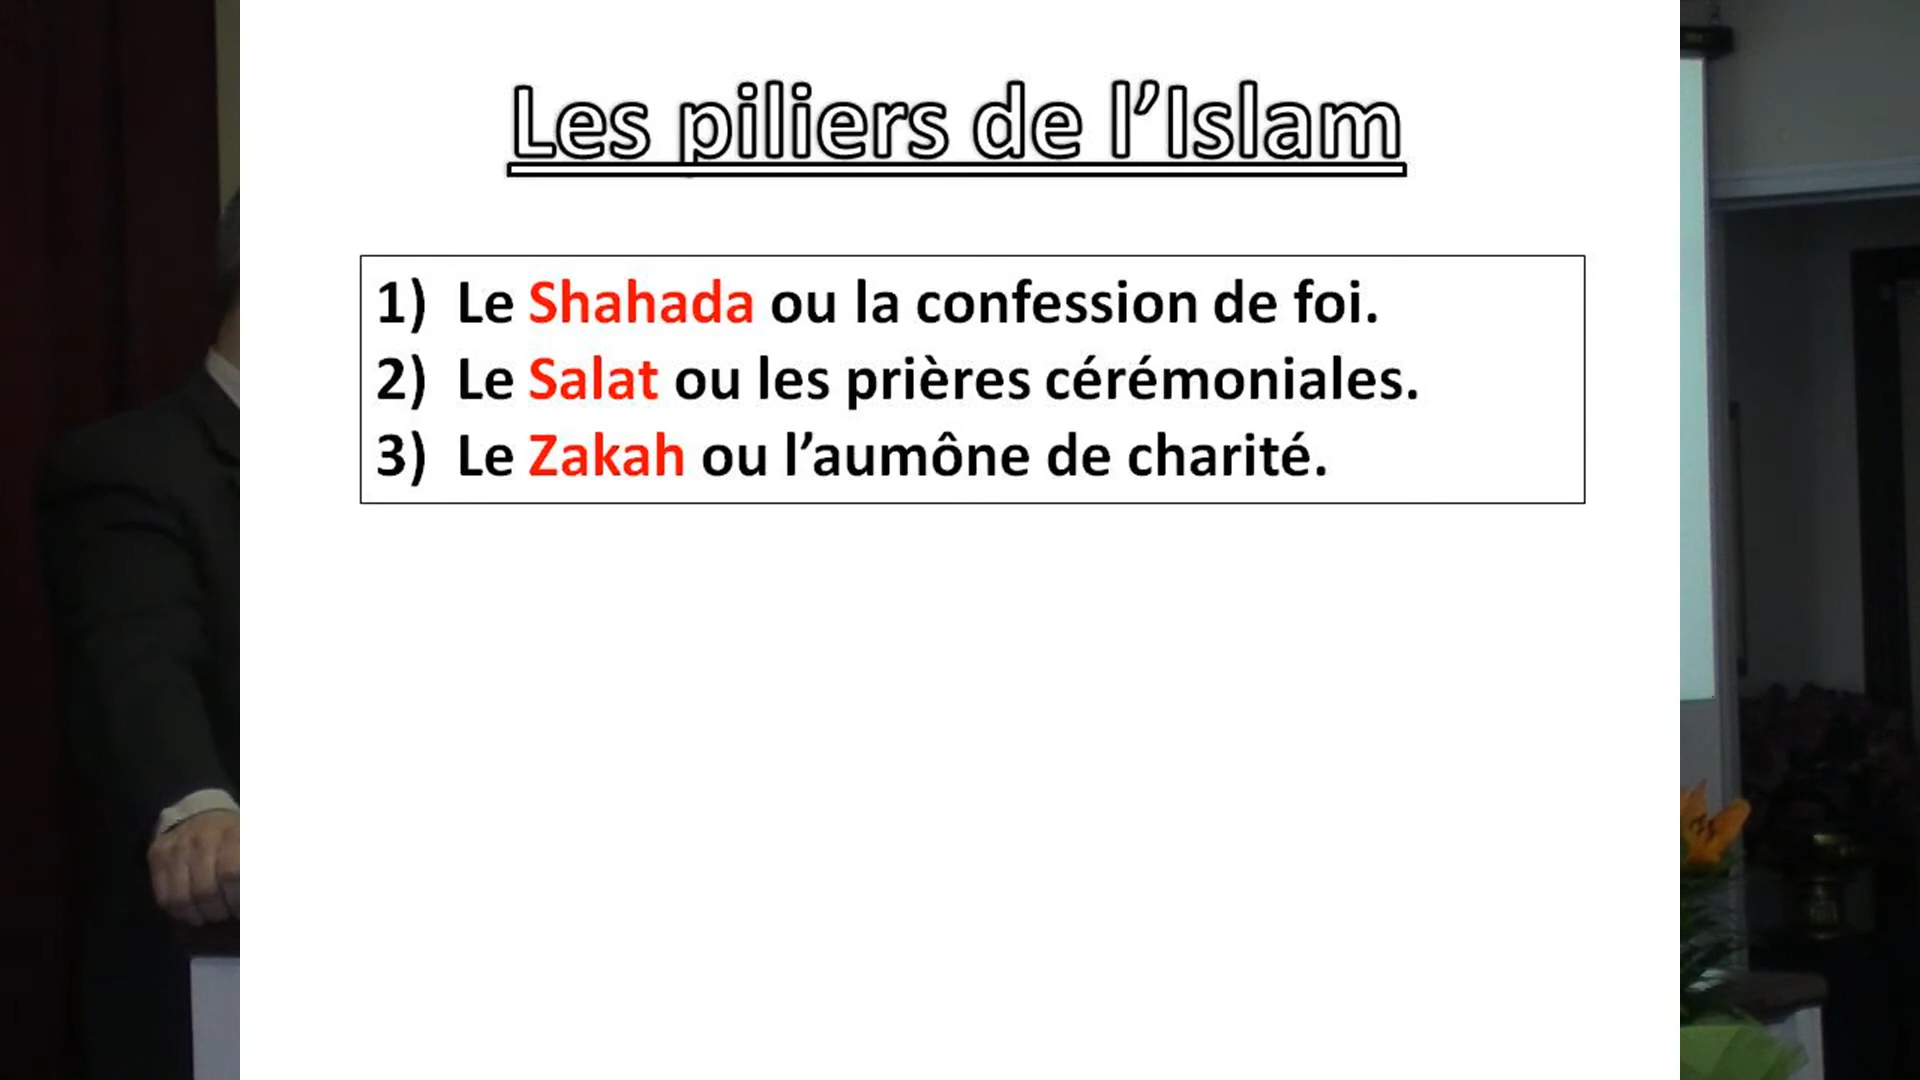 Les piliers de l’Islam
1) Le Shahada ou la confession de foi.
2) Le Salat ou les prières cérémoniales.
3) Le Zakah ou l’aumône de charité.